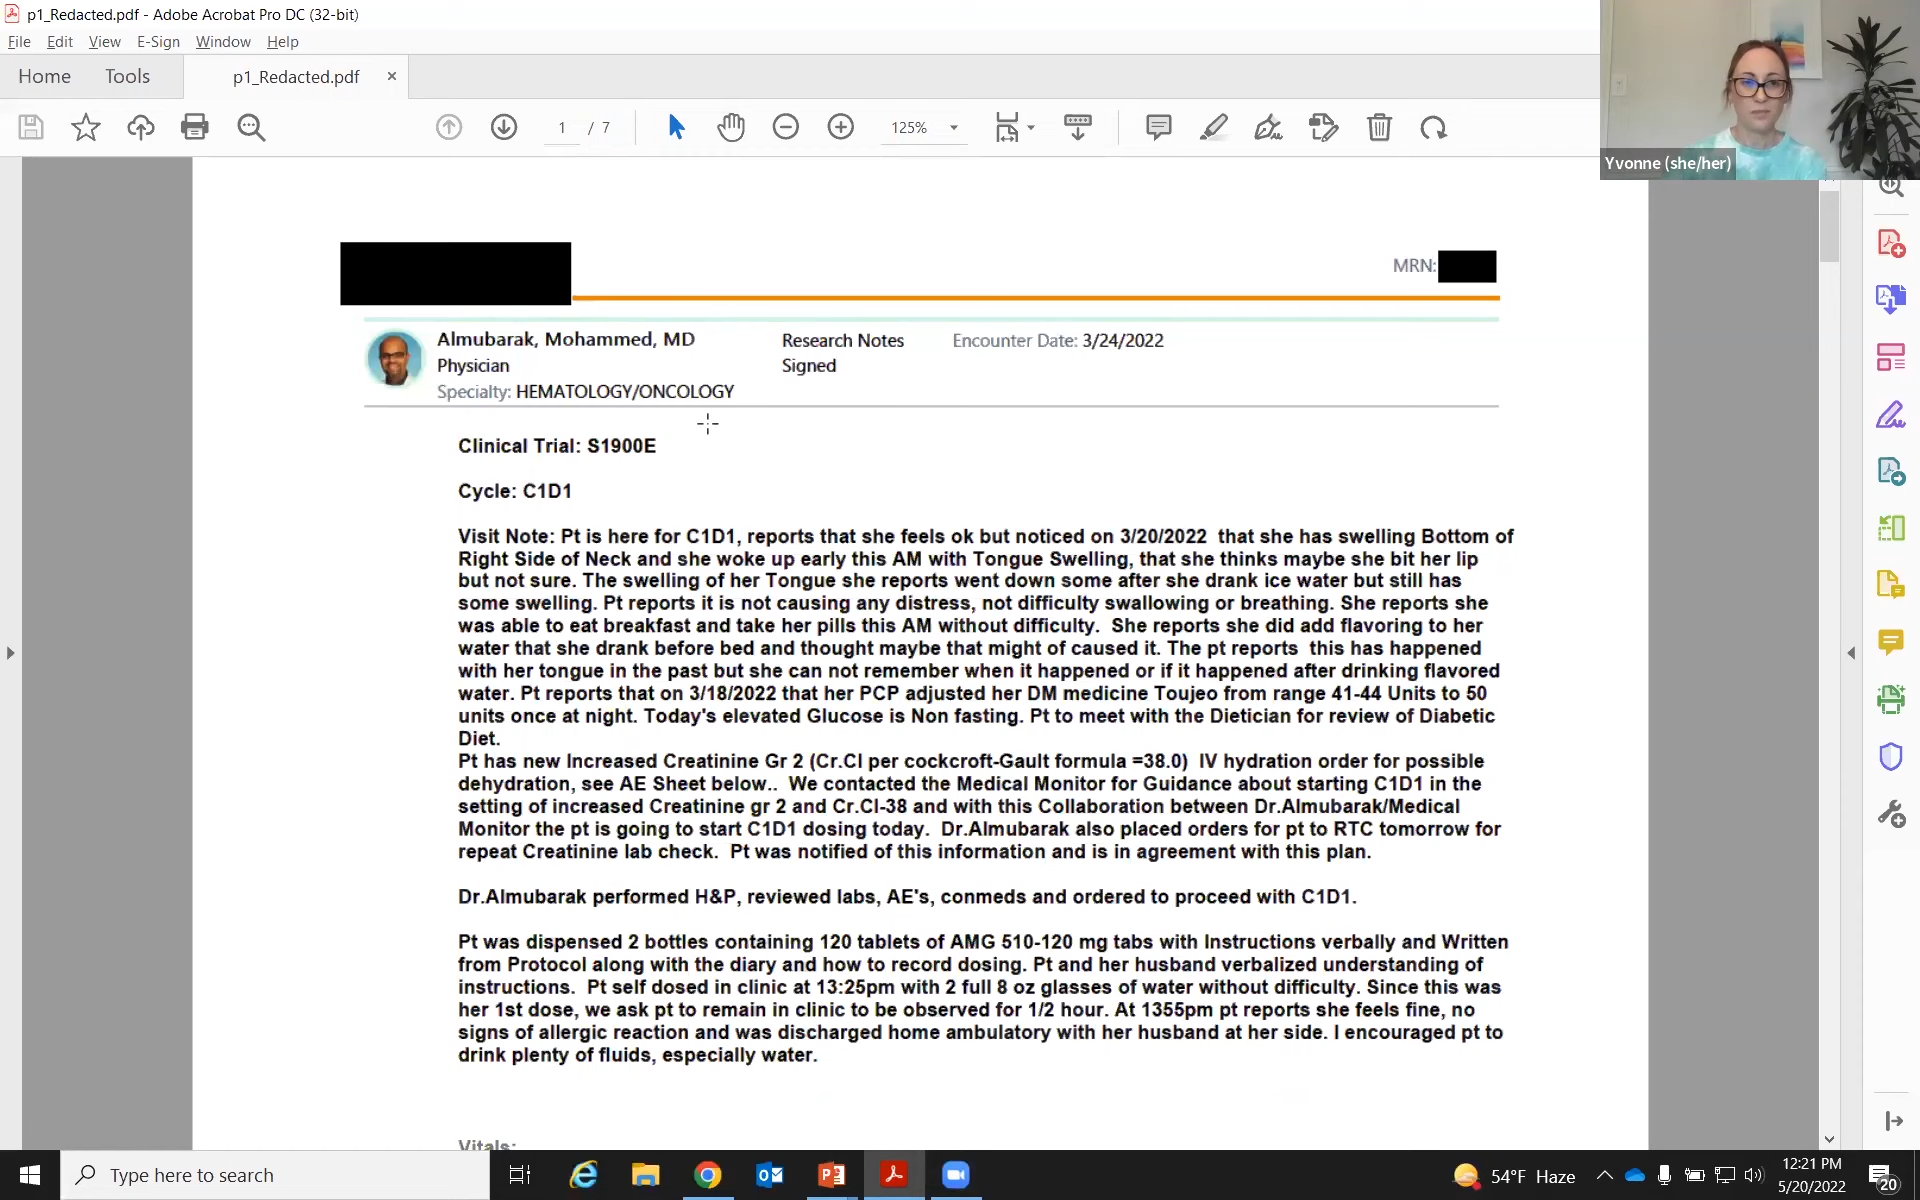 p1_Redacted.pdf - Adobe Acrobat Pro DC (32-bit)
File Edit View E-Sign Window Help
Home Tools p1_Redacted.pdf ×
1 / 7 125%
Yvonne (she/her)
MRN:
Almubarak, Mohammed, MD Research Notes Encounter Date: 3/24/2022
Physician Signed
Specialty: HEMATOLOGY/ONCOLOGY
Clinical Trial: S1900E
Cycle: C1D1
Visit Note: Pt is here for C1D1, reports that she feels ok but noticed on 3/20/2022 that she has swelling Bottom of
Right Side of Neck and she woke up early this AM with Tongue Swelling, that she thinks maybe she bit her lip
but not sure. The swelling of her Tongue she reports went down some after she drank ice water but still has
some swelling. Pt reports it is not causing any distress, not difficulty swallowing or breathing. She reports she
was able to eat breakfast and take her pills this AM without difficulty. She reports she did add flavoring to her
water that she drank before bed and thought maybe that might of caused it. The pt reports this has happened
with her tongue in the past but she can not remember when it happened or if it happened after drinking flavored
water. Pt reports that on 3/18/2022 that her PCP adjusted her DM medicine Toujeo from range 41-44 Units to 50
units once at night. Today's elevated Glucose is Non fasting. Pt to meet with the Dietician for review of Diabetic
Diet.
Pt has new Increased Creatinine Gr 2 (Cr.Cl per cockcroft-Gault formula =38.0) IV hydration order for possible
dehydration, see AE Sheet below.. We contacted the Medical Monitor for Guidance about starting C1D1 in the
setting of increased Creatinine gr 2 and Cr.Cl-38 and with this Collaboration between Dr.Almubarak/Medical
Monitor the pt is going to start C1D1 dosing today. Dr.Almubarak also placed orders for pt to RTC tomorrow for
repeat Creatinine lab check. Pt was notified of this information and is in agreement with this plan.
Dr.Almubarak performed H&P, reviewed labs, AE's, conmeds and ordered to proceed with C1D1.
Pt was dispensed 2 bottles containing 120 tablets of AMG 510-120 mg tabs with Instructions verbally and Written
from Protocol along with the diary and how to record dosing. Pt and her husband verbalized understanding of
instructions. Pt self dosed in clinic at 13:25pm with 2 full 8 oz glasses of water without difficulty. Since this was
her 1st dose, we ask pt to remain in clinic to be observed for 1/2 hour. At 1355pm pt reports she feels fine, no
signs of allergic reaction and was discharged home ambulatory with her husband at her side. I encouraged pt to
drink plenty of fluids, especially water.
Vitals:
Type here to search
54°F Haze
12:21 PM
5/20/2022
20